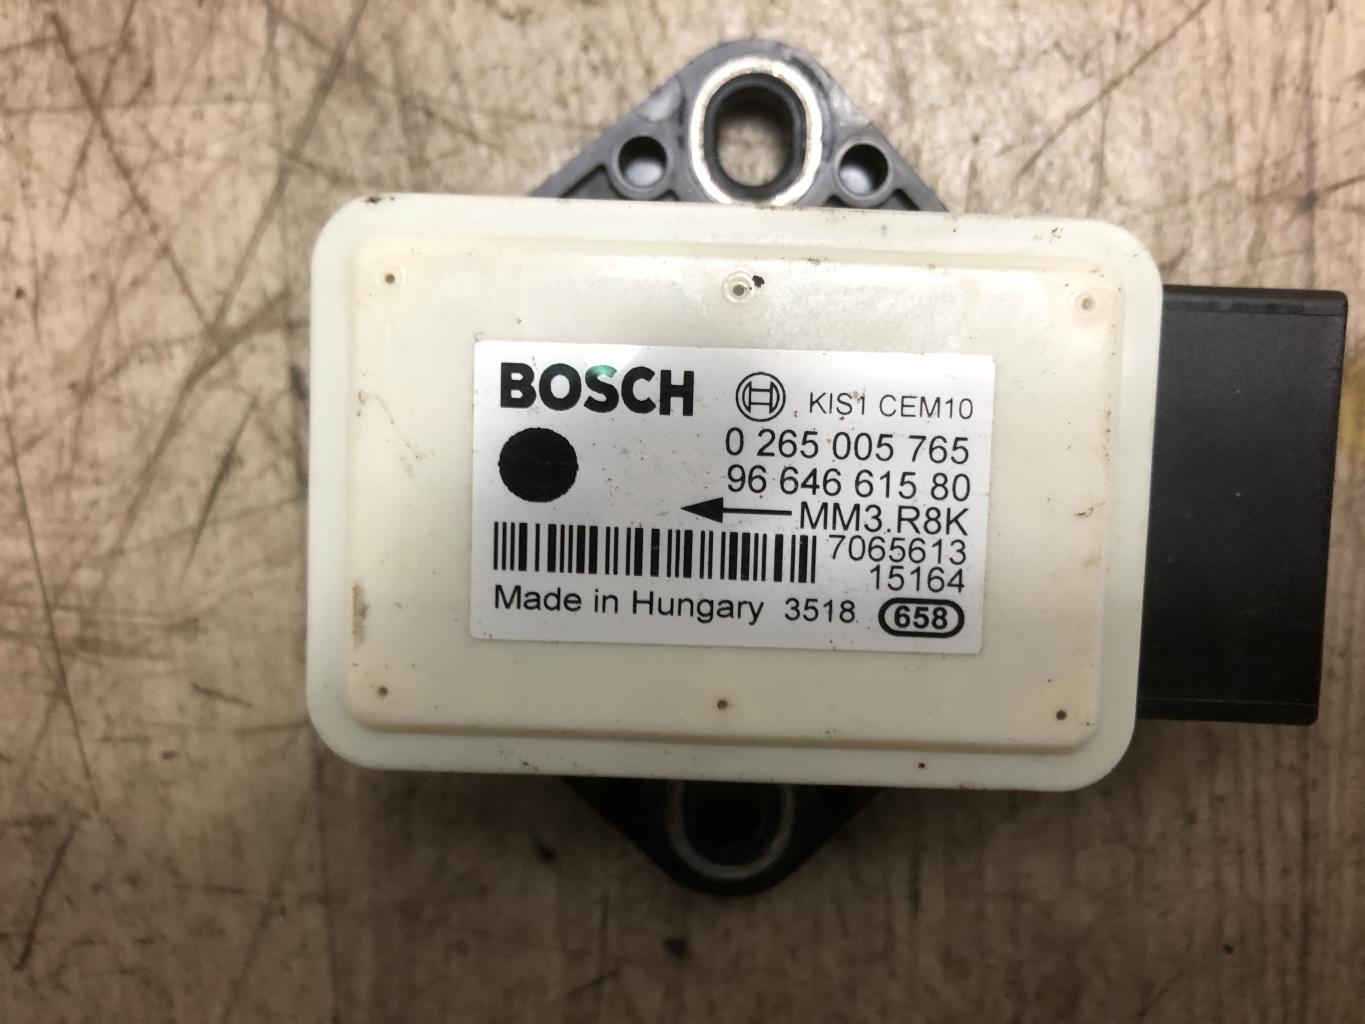 BOSCH KIS1 CEM10
0 265 005 765
96 646 615 80
MM3.R8K
7065613
15164
Made in Hungary 3518 658